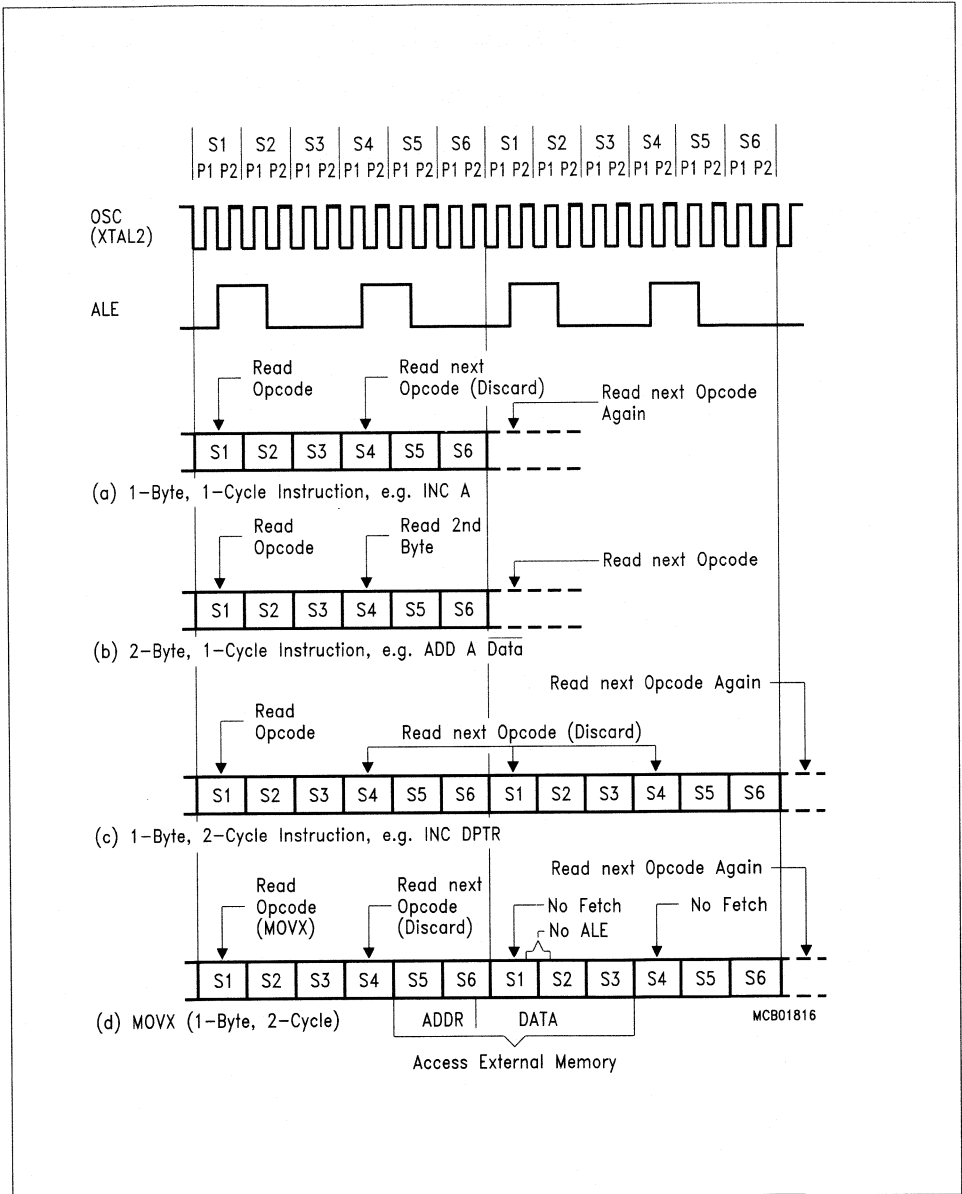 S1 S2 S3 S4 S5 S6 S1 S2 S3 S4 S5 S6
P1 P2 P1 P2 P1 P2 P1 P2 P1 P2 P1 P2 P1 P2 P1 P2 P1 P2 P1 P2 P1 P2 P1 P2
OSC
(XTAL2)
ALE
Read
Opcode
Read next
Opcode (Discard)
Read next Opcode
Again
S1 S2 S3 S4 S5 S6
(a) 1-Byte, 1-Cycle Instruction, e.g. INC A
Read
Opcode
Read 2nd
Byte
Read next Opcode
S1 S2 S3 S4 S5 S6
(b) 2-Byte, 1-Cycle Instruction, e.g. ADD A Data
Read next Opcode Again
Read
Opcode
Read next Opcode (Discard)
S1 S2 S3 S4 S5 S6 S1 S2 S3 S4 S5 S6
(c) 1-Byte, 2-Cycle Instruction, e.g. INC DPTR
Read next Opcode Again
Read
Opcode
(MOVX)
Read next
Opcode
(Discard)
No Fetch
No ALE
No Fetch
S1 S2 S3 S4 S5 S6 S1 S2 S3 S4 S5 S6
(d) MOVX (1-Byte, 2-Cycle)
ADDR DATA
MCB01816
Access External Memory